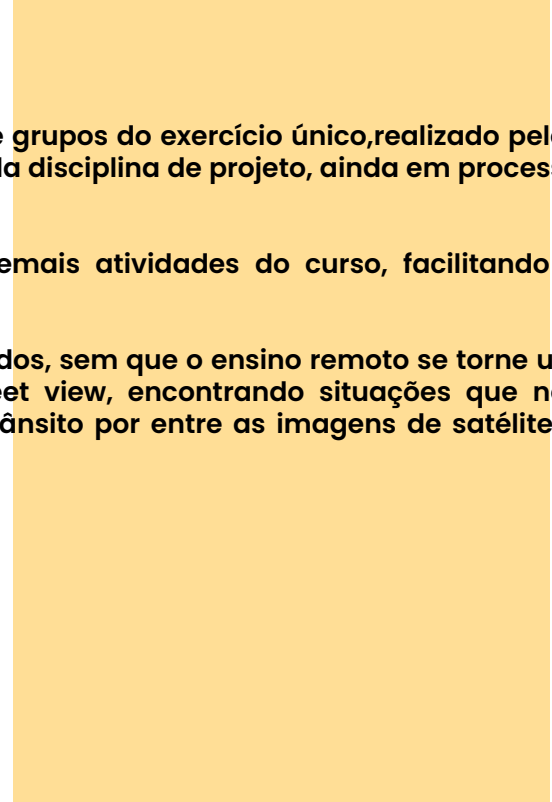 e grupos do exercício único,realizado pel
da disciplina de projeto, ainda em process
emais atividades do curso, facilitando
dos, sem que o ensino remoto se torne u
eet view, encontrando situações que n
ânsito por entre as imagens de satélite